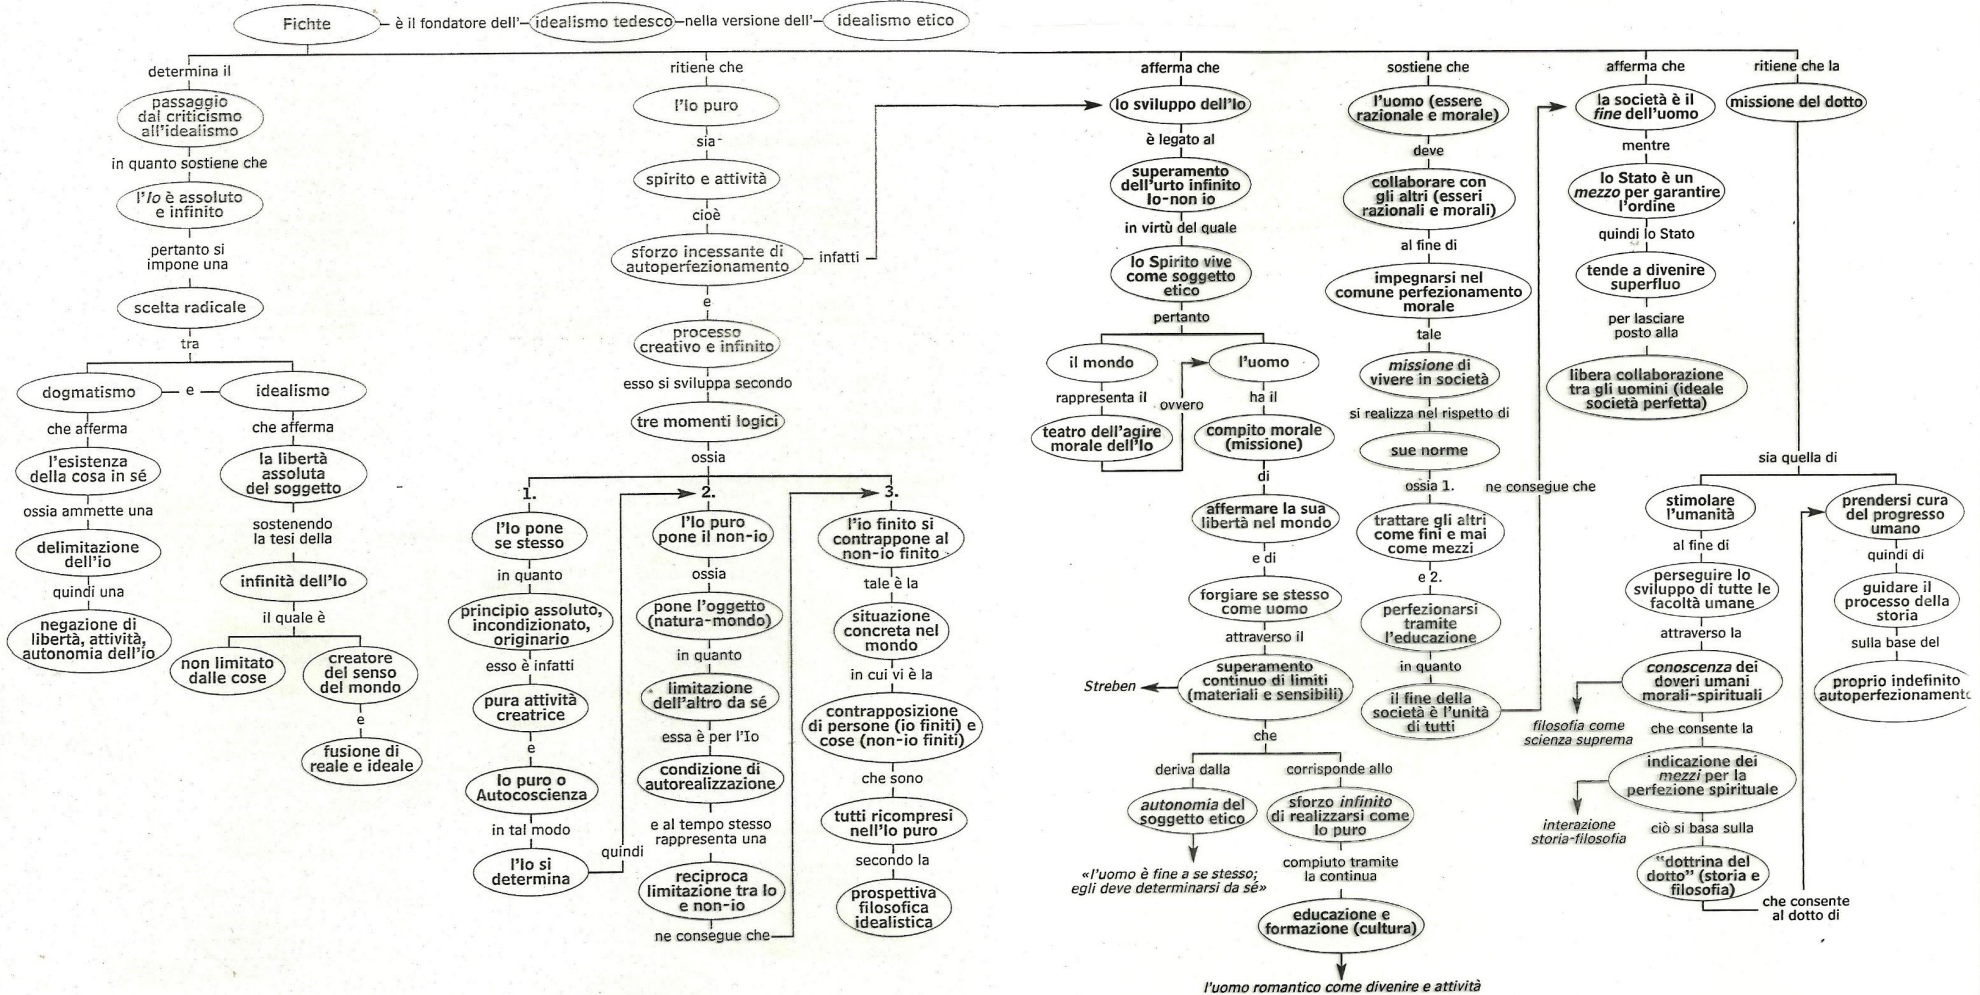 Fichte
è il fondatore dell'
idealismo tedesco
nella versione dell'
idealismo etico
determina il
passaggio
dal criticismo
all'idealismo
in quanto sostiene che
l'Io è assoluto
e infinito
pertanto si
impone una
scelta radicale
tra
dogmatismo
e
idealismo
che afferma
l'esistenza
della cosa in sé
ossia ammette una
delimitazione
dell'io
quindi una
negazione di
libertà, attività,
autonomia dell'io
che afferma
la libertà
assoluta
del soggetto
sostenendo
la tesi della
infinità dell'Io
il quale è
non limitato
dalle cose
creatore
del senso
del mondo
e
fusione di
reale e ideale
ritiene che
l'Io puro
sia
spirito e attività
cioè
sforzo incessante di
autoperfezionamento
infatti
e
processo
creativo e infinito
esso si sviluppa secondo
tre momenti logici
ossia
1.
l'Io pone
se stesso
in quanto
principio assoluto,
incondizionato,
originario
esso è infatti
pura attività
creatrice
e
Io puro o
Autocoscienza
in tal modo
l'Io si
determina
quindi
2.
l'Io puro
pone il non-io
ossia
pone l'oggetto
(natura-mondo)
in quanto
limitazione
dell'altro da sé
essa è per l'Io
condizione di
autorealizzazione
e al tempo stesso
rappresenta una
reciproca
limitazione tra Io
e non-io
ne consegue che
3.
l'io finito si
contrappone al
non-io finito
tale è la
situazione
concreta nel
mondo
in cui vi è la
contrapposizione
di persone (io finiti) e
cose (non-io finiti)
che sono
tutti ricompresi
nell'Io puro
secondo la
prospettiva
filosofica
idealistica
afferma che
lo sviluppo dell'Io
è legato al
superamento
dell'urto infinito
Io-non io
in virtù del quale
lo Spirito vive
come soggetto
etico
pertanto
il mondo
rappresenta il
teatro dell'agire
morale dell'Io
ovvero
l'uomo
ha il
compito morale
(missione)
di
affermare la sua
libertà nel mondo
e di
forgiare se stesso
come uomo
attraverso il
superamento
continuo di limiti
(materiali e sensibili)
Streben
che
deriva dalla
autonomia del
soggetto etico
«l'uomo è fine a se stesso;
egli deve determinarsi da sé»
corrisponde allo
sforzo infinito
di realizzarsi come
Io puro
compiuto tramite
la continua
educazione e
formazione (cultura)
l'uomo romantico come divenire e attività
sostiene che
l'uomo (essere
razionale e morale)
deve
collaborare con
gli altri (esseri
razionali e morali)
al fine di
impegnarsi nel
comune perfezionamento
morale
tale
missione di
vivere in società
si realizza nel rispetto di
sue norme
ossia 1.
trattare gli altri
come fini e mai
come mezzi
e 2.
perfezionarsi
tramite
l'educazione
in quanto
il fine della
società è l'unità
di tutti
ne consegue che
afferma che
la società è il
fine dell'uomo
mentre
lo Stato è un
mezzo per garantire
l'ordine
quindi lo Stato
tende a divenire
superfluo
per lasciare
posto alla
libera collaborazione
tra gli uomini (ideale
società perfetta)
ritiene che la
missione del dotto
sia quella di
stimolare
l'umanità
al fine di
perseguire lo
sviluppo di tutte le
facoltà umane
attraverso la
conoscenza dei
doveri umani
morali-spirituali
filosofia come
scienza suprema
che consente la
indicazione dei
mezzi per la
perfezione spirituale
interazione
storia-filosofia
ciò si basa sulla
"dottrina del
dotto" (storia e
filosofia)
che consente
al dotto di
prendersi cura
del progresso
umano
quindi di
guidare il
processo della
storia
sulla base del
proprio indefinito
autoperfezionamento